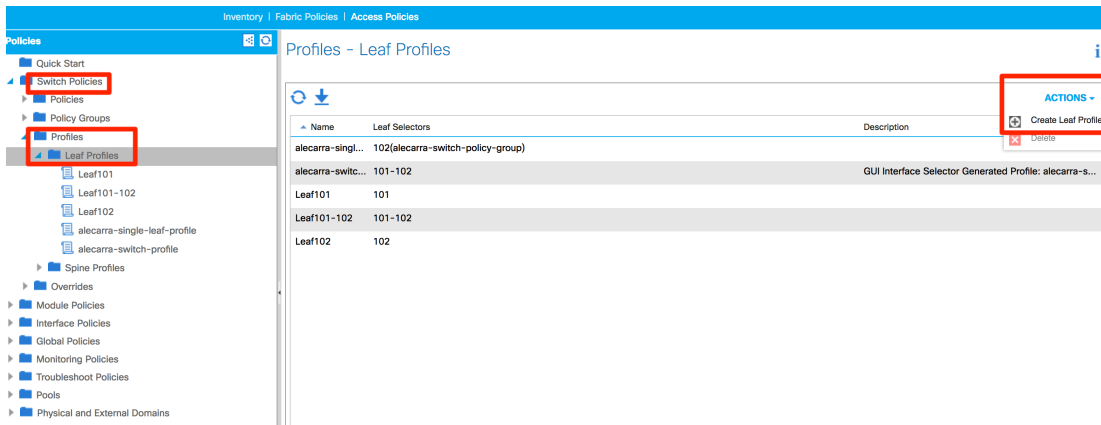 Inventory | Fabric Policies | Access Policies
Policies
Quick Start
Switch Policies
Policies
Policy Groups
Profiles
Leaf Profiles
Leaf101
Leaf101-102
Leaf102
alecarra-single-leaf-profile
alecarra-switch-profile
Spine Profiles
Overrides
Module Policies
Interface Policies
Global Policies
Monitoring Policies
Troubleshoot Policies
Pools
Physical and External Domains
Profiles - Leaf Profiles
i
ACTIONS
Create Leaf Profile
Delete
Name Leaf Selectors Description
alecarra-singl... 102(alecarra-switch-policy-group)
alecarra-switc... 101-102 GUI Interface Selector Generated Profile: alecarra-s...
Leaf101 101
Leaf101-102 101-102
Leaf102 102